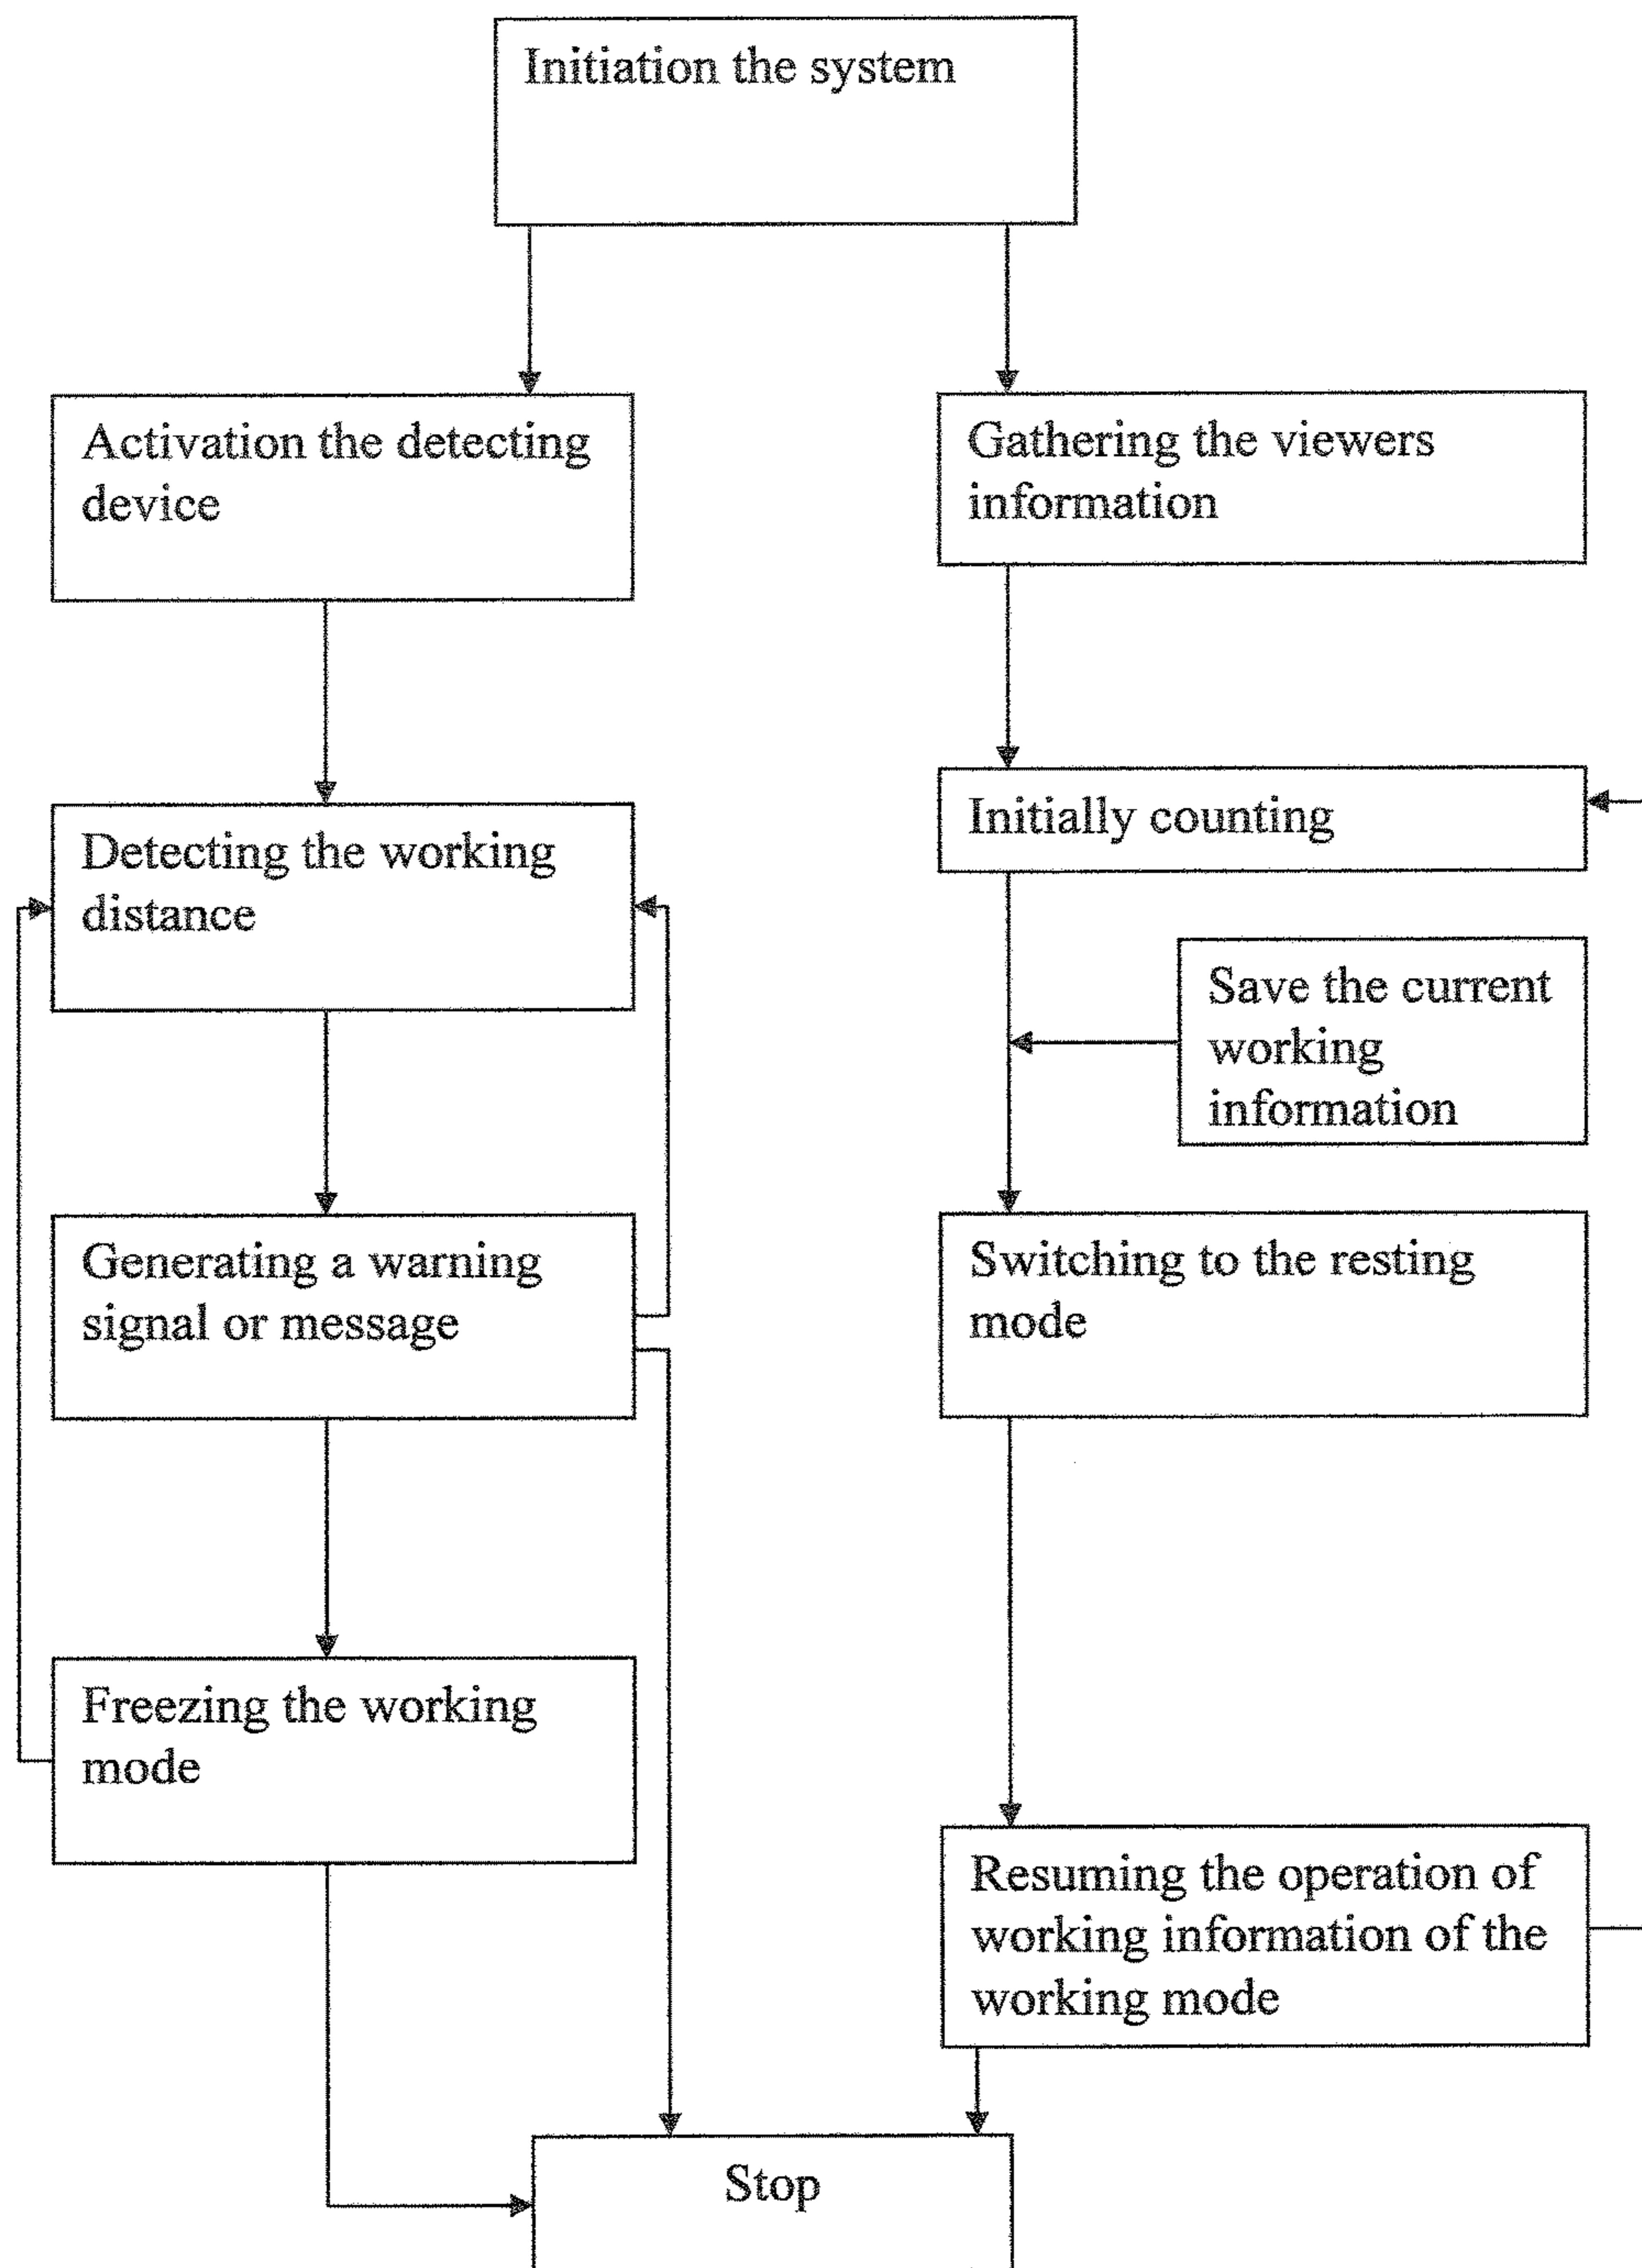 Initiation the system
Activation the detecting
device
Gathering the viewers
information
Detecting the working
distance
Initially counting
Save the current
working
information
Generating a warning
signal or message
Switching to the resting
mode
Freezing the working
mode
Resuming the operation of
working information of the
working mode
Stop